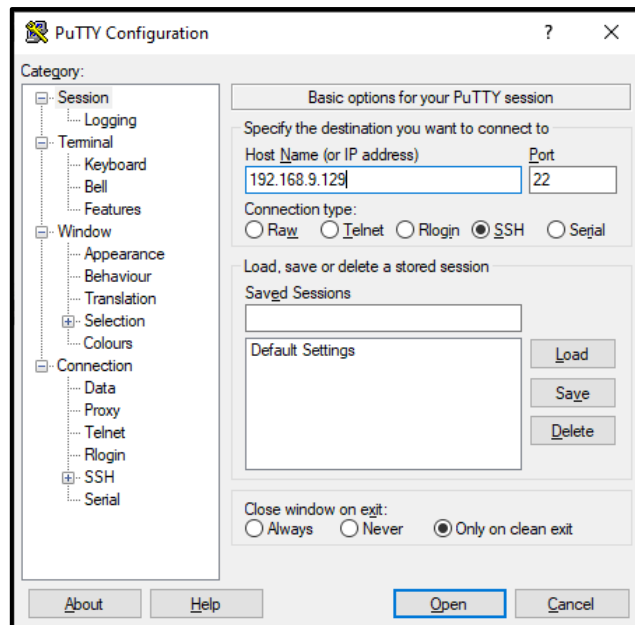 PuTTY Configuration
?
Category:
Session
Logging
Terminal
Keyboard
Bell
Features
Window
Appearance
Behaviour
Translation
Selection
Colours
Connection
Data
Proxy
Telnet
Rlogin
SSH
Serial
Basic options for your PuTTY session
Specify the destination you want to connect to
Host Name (or IP address) Port
192.168.9.129 22
Connection type:
Raw Telnet Rlogin SSH Serial
Load, save or delete a stored session
Saved Sessions
Default Settings
Load
Save
Delete
Close window on exit:
Always Never Only on clean exit
About Help Open Cancel